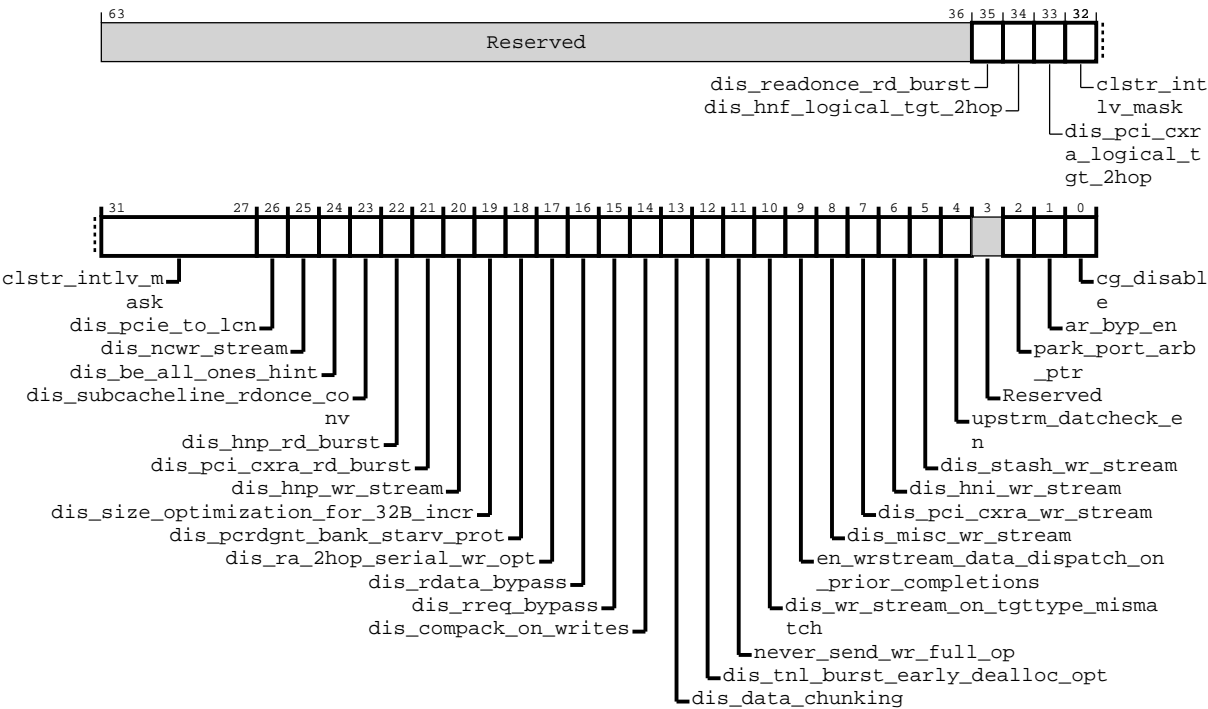 63 36 35 34 33 32
Reserved
dis_readonce_rd_burst clstr_int
dis_hnf_logical_tgt_2hop lv_mask
dis_pci_cxr
a_logical_t
gt_2hop
31 27 26 25 24 23 22 21 20 19 18 17 16 15 14 13 12 11 10 9 8 7 6 5 4 3 2 1 0
clstr_intlv_m cg_disabl
ask e
dis_pcie_to_lcn ar_byp_en
dis_ncwr_stream park_port_arb
dis_be_all_ones_hint _ptr
dis_subcacheline_rdonce_co Reserved
nv upstrm_datcheck_e
dis_hnp_rd_burst n
dis_pci_cxra_rd_burst dis_stash_wr_stream
dis_hnp_wr_stream dis_hni_wr_stream
dis_size_optimization_for_32B_incr dis_pci_cxra_wr_stream
dis_pcrdgnt_bank_starv_prot dis_misc_wr_stream
dis_ra_2hop_serial_wr_opt en_wrstream_data_dispatch_on
dis_rdata_bypass _prior_completions
dis_rreq_bypass dis_wr_stream_on_tgttype_misma
dis_compack_on_writes tch
never_send_wr_full_op
dis_tnl_burst_early_dealloc_opt
dis_data_chunking